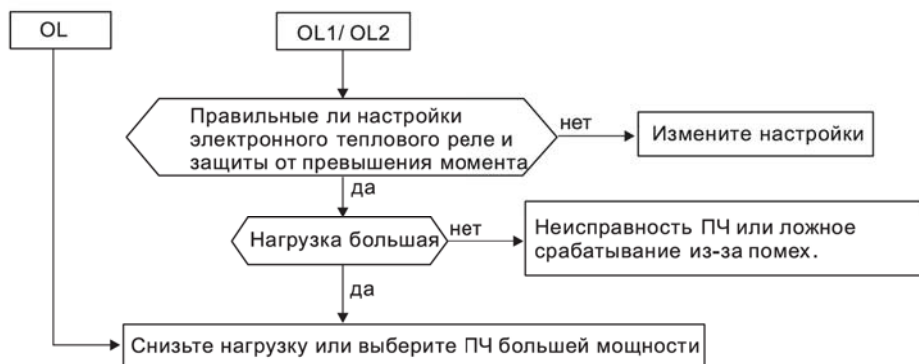 OL
OL1/ OL2
Правильные ли настройки
электронного теплового реле и
защиты от превышения момента
нет
Измените настройки
да
Нагрузка большая
нет
Неисправность ПЧ или ложное
срабатывание из-за помех.
да
Снизьте нагрузку или выберите ПЧ большей мощности